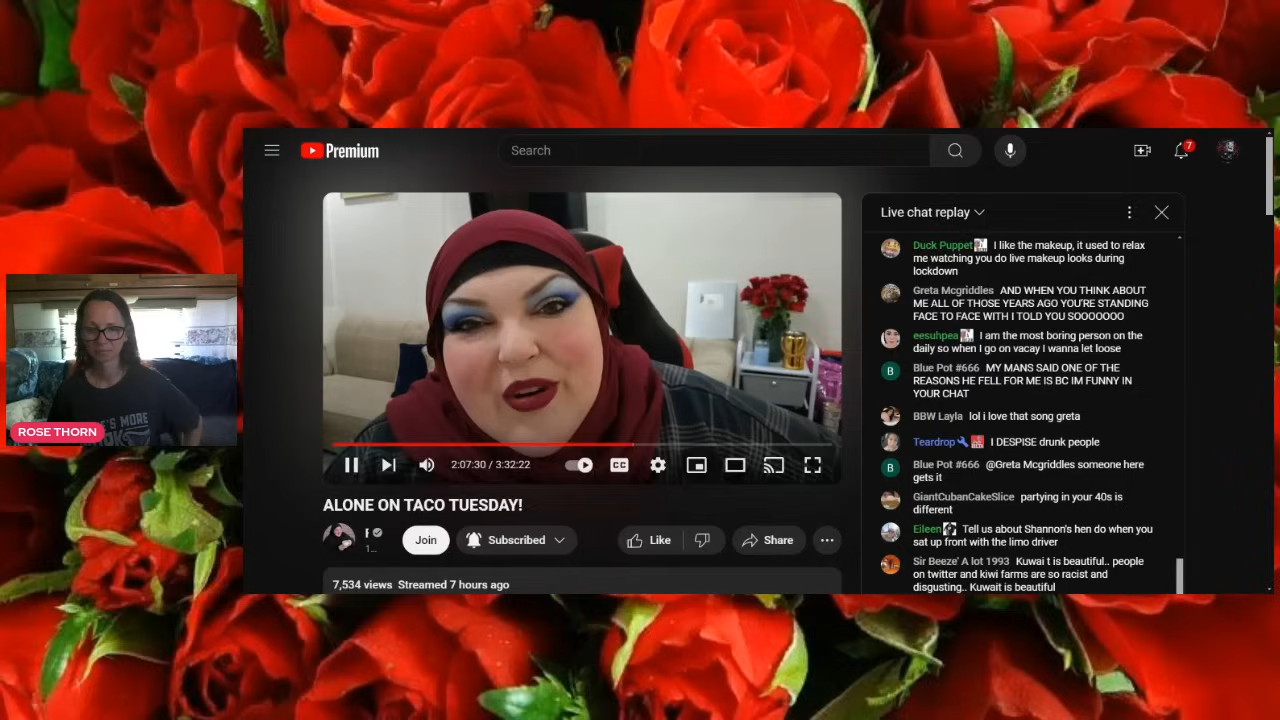 Premium
Search
7
Live chat replay
Duck Puppet I like the makeup, it used to relax
me watching you do live makeup looks during
lockdown
Greta Mcgriddles AND WHEN YOU THINK ABOUT
ME ALL OF THOSE YEARS AGO YOU'RE STANDING
FACE TO FACE WITH I TOLD YOU SOOOOOOO
eesuhpea I am the most boring person on the
daily so when I go on vacay I wanna let loose
B Blue Pot #666 MY MANS SAID ONE OF THE
REASONS HE FELL FOR ME IS BC IM FUNNY IN
YOUR CHAT
BBW Layla lol i love that song greta
Teardrop I DESPISE drunk people
B Blue Pot #666 @Greta Mcgriddles someone here
gets it
GiantCubanCakeSlice partying in your 40s is
different
Eileen Tell us about Shannon's hen do when you
sat up front with the limo driver
Sir Beeze' A lot 1993 Kuwai t is beautiful.. people
on twitter and kiwi farms are so racist and
disgusting.. Kuwait is beautiful
MORE
ROSE THORN
2:07:30 / 3:32:22
CC
ALONE ON TACO TUESDAY!
1...
Join
Subscribed
Like
Share
7,534 views Streamed 7 hours ago